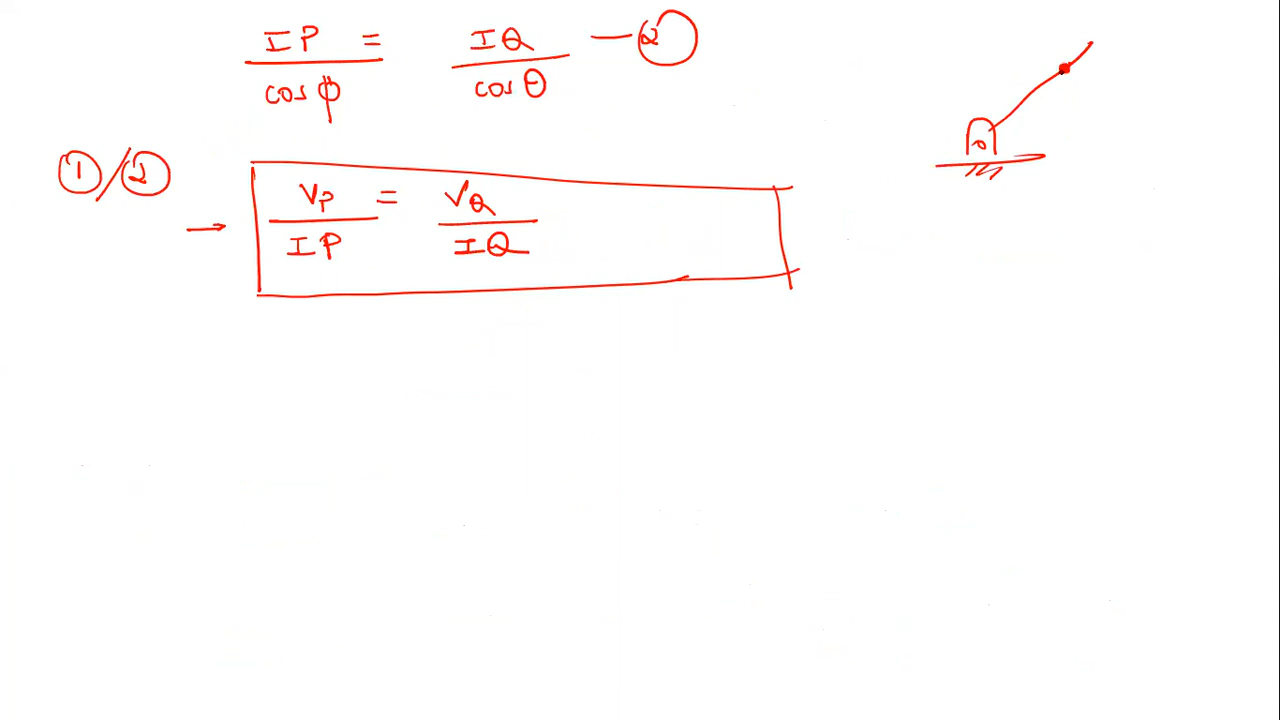 IP = IQ — 2
cosφ cosθ
1/2
→ VP = VQ
IP IQ